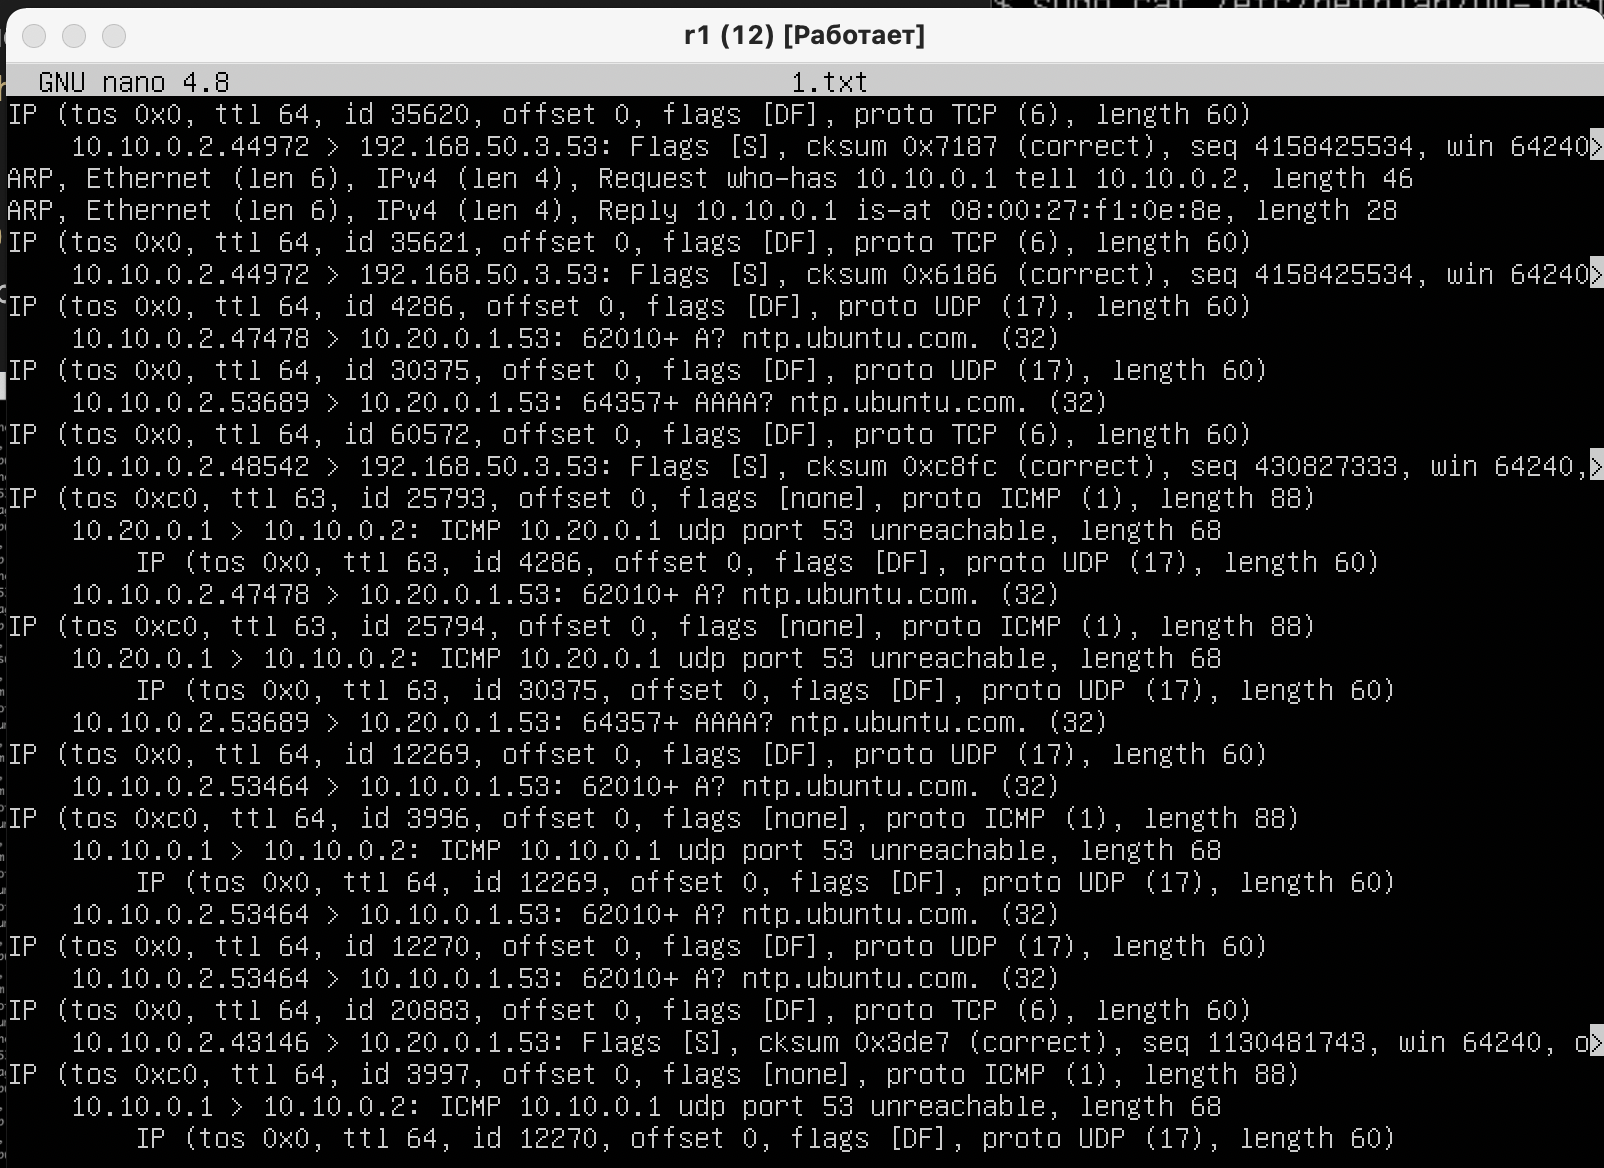 r1 (12) [Работает]
GNU nano 4.8 1.txt
IP (tos 0x0, ttl 64, id 35620, offset 0, flags [DF], proto TCP (6), length 60)
10.10.0.2.44972 > 192.168.50.3.53: Flags [S], cksum 0x7187 (correct), seq 4158425534, win 64240>
ARP, Ethernet (len 6), IPv4 (len 4), Request who-has 10.10.0.1 tell 10.10.0.2, length 46
ARP, Ethernet (len 6), IPv4 (len 4), Reply 10.10.0.1 is-at 08:00:27:f1:0e:8e, length 28
IP (tos 0x0, ttl 64, id 35621, offset 0, flags [DF], proto TCP (6), length 60)
10.10.0.2.44972 > 192.168.50.3.53: Flags [S], cksum 0x6186 (correct), seq 4158425534, win 64240>
IP (tos 0x0, ttl 64, id 4286, offset 0, flags [DF], proto UDP (17), length 60)
10.10.0.2.47478 > 10.20.0.1.53: 62010+ A? ntp.ubuntu.com. (32)
IP (tos 0x0, ttl 64, id 30375, offset 0, flags [DF], proto UDP (17), length 60)
10.10.0.2.53689 > 10.20.0.1.53: 64357+ AAAA? ntp.ubuntu.com. (32)
IP (tos 0x0, ttl 64, id 60572, offset 0, flags [DF], proto TCP (6), length 60)
10.10.0.2.48542 > 192.168.50.3.53: Flags [S], cksum 0xc8fc (correct), seq 430827333, win 64240,>
IP (tos 0xc0, ttl 63, id 25793, offset 0, flags [none], proto ICMP (1), length 88)
10.20.0.1 > 10.10.0.2: ICMP 10.20.0.1 udp port 53 unreachable, length 68
IP (tos 0x0, ttl 63, id 4286, offset 0, flags [DF], proto UDP (17), length 60)
10.10.0.2.47478 > 10.20.0.1.53: 62010+ A? ntp.ubuntu.com. (32)
IP (tos 0xc0, ttl 63, id 25794, offset 0, flags [none], proto ICMP (1), length 88)
10.20.0.1 > 10.10.0.2: ICMP 10.20.0.1 udp port 53 unreachable, length 68
IP (tos 0x0, ttl 63, id 30375, offset 0, flags [DF], proto UDP (17), length 60)
10.10.0.2.53689 > 10.20.0.1.53: 64357+ AAAA? ntp.ubuntu.com. (32)
IP (tos 0x0, ttl 64, id 12269, offset 0, flags [DF], proto UDP (17), length 60)
10.10.0.2.53464 > 10.10.0.1.53: 62010+ A? ntp.ubuntu.com. (32)
IP (tos 0xc0, ttl 64, id 3996, offset 0, flags [none], proto ICMP (1), length 88)
10.10.0.1 > 10.10.0.2: ICMP 10.10.0.1 udp port 53 unreachable, length 68
IP (tos 0x0, ttl 64, id 12269, offset 0, flags [DF], proto UDP (17), length 60)
10.10.0.2.53464 > 10.10.0.1.53: 62010+ A? ntp.ubuntu.com. (32)
IP (tos 0x0, ttl 64, id 12270, offset 0, flags [DF], proto UDP (17), length 60)
10.10.0.2.53464 > 10.10.0.1.53: 62010+ A? ntp.ubuntu.com. (32)
IP (tos 0x0, ttl 64, id 20883, offset 0, flags [DF], proto TCP (6), length 60)
10.10.0.2.43146 > 10.20.0.1.53: Flags [S], cksum 0x3de7 (correct), seq 1130481743, win 64240, o>
IP (tos 0xc0, ttl 64, id 3997, offset 0, flags [none], proto ICMP (1), length 88)
10.10.0.1 > 10.10.0.2: ICMP 10.10.0.1 udp port 53 unreachable, length 68
IP (tos 0x0, ttl 64, id 12270, offset 0, flags [DF], proto UDP (17), length 60)